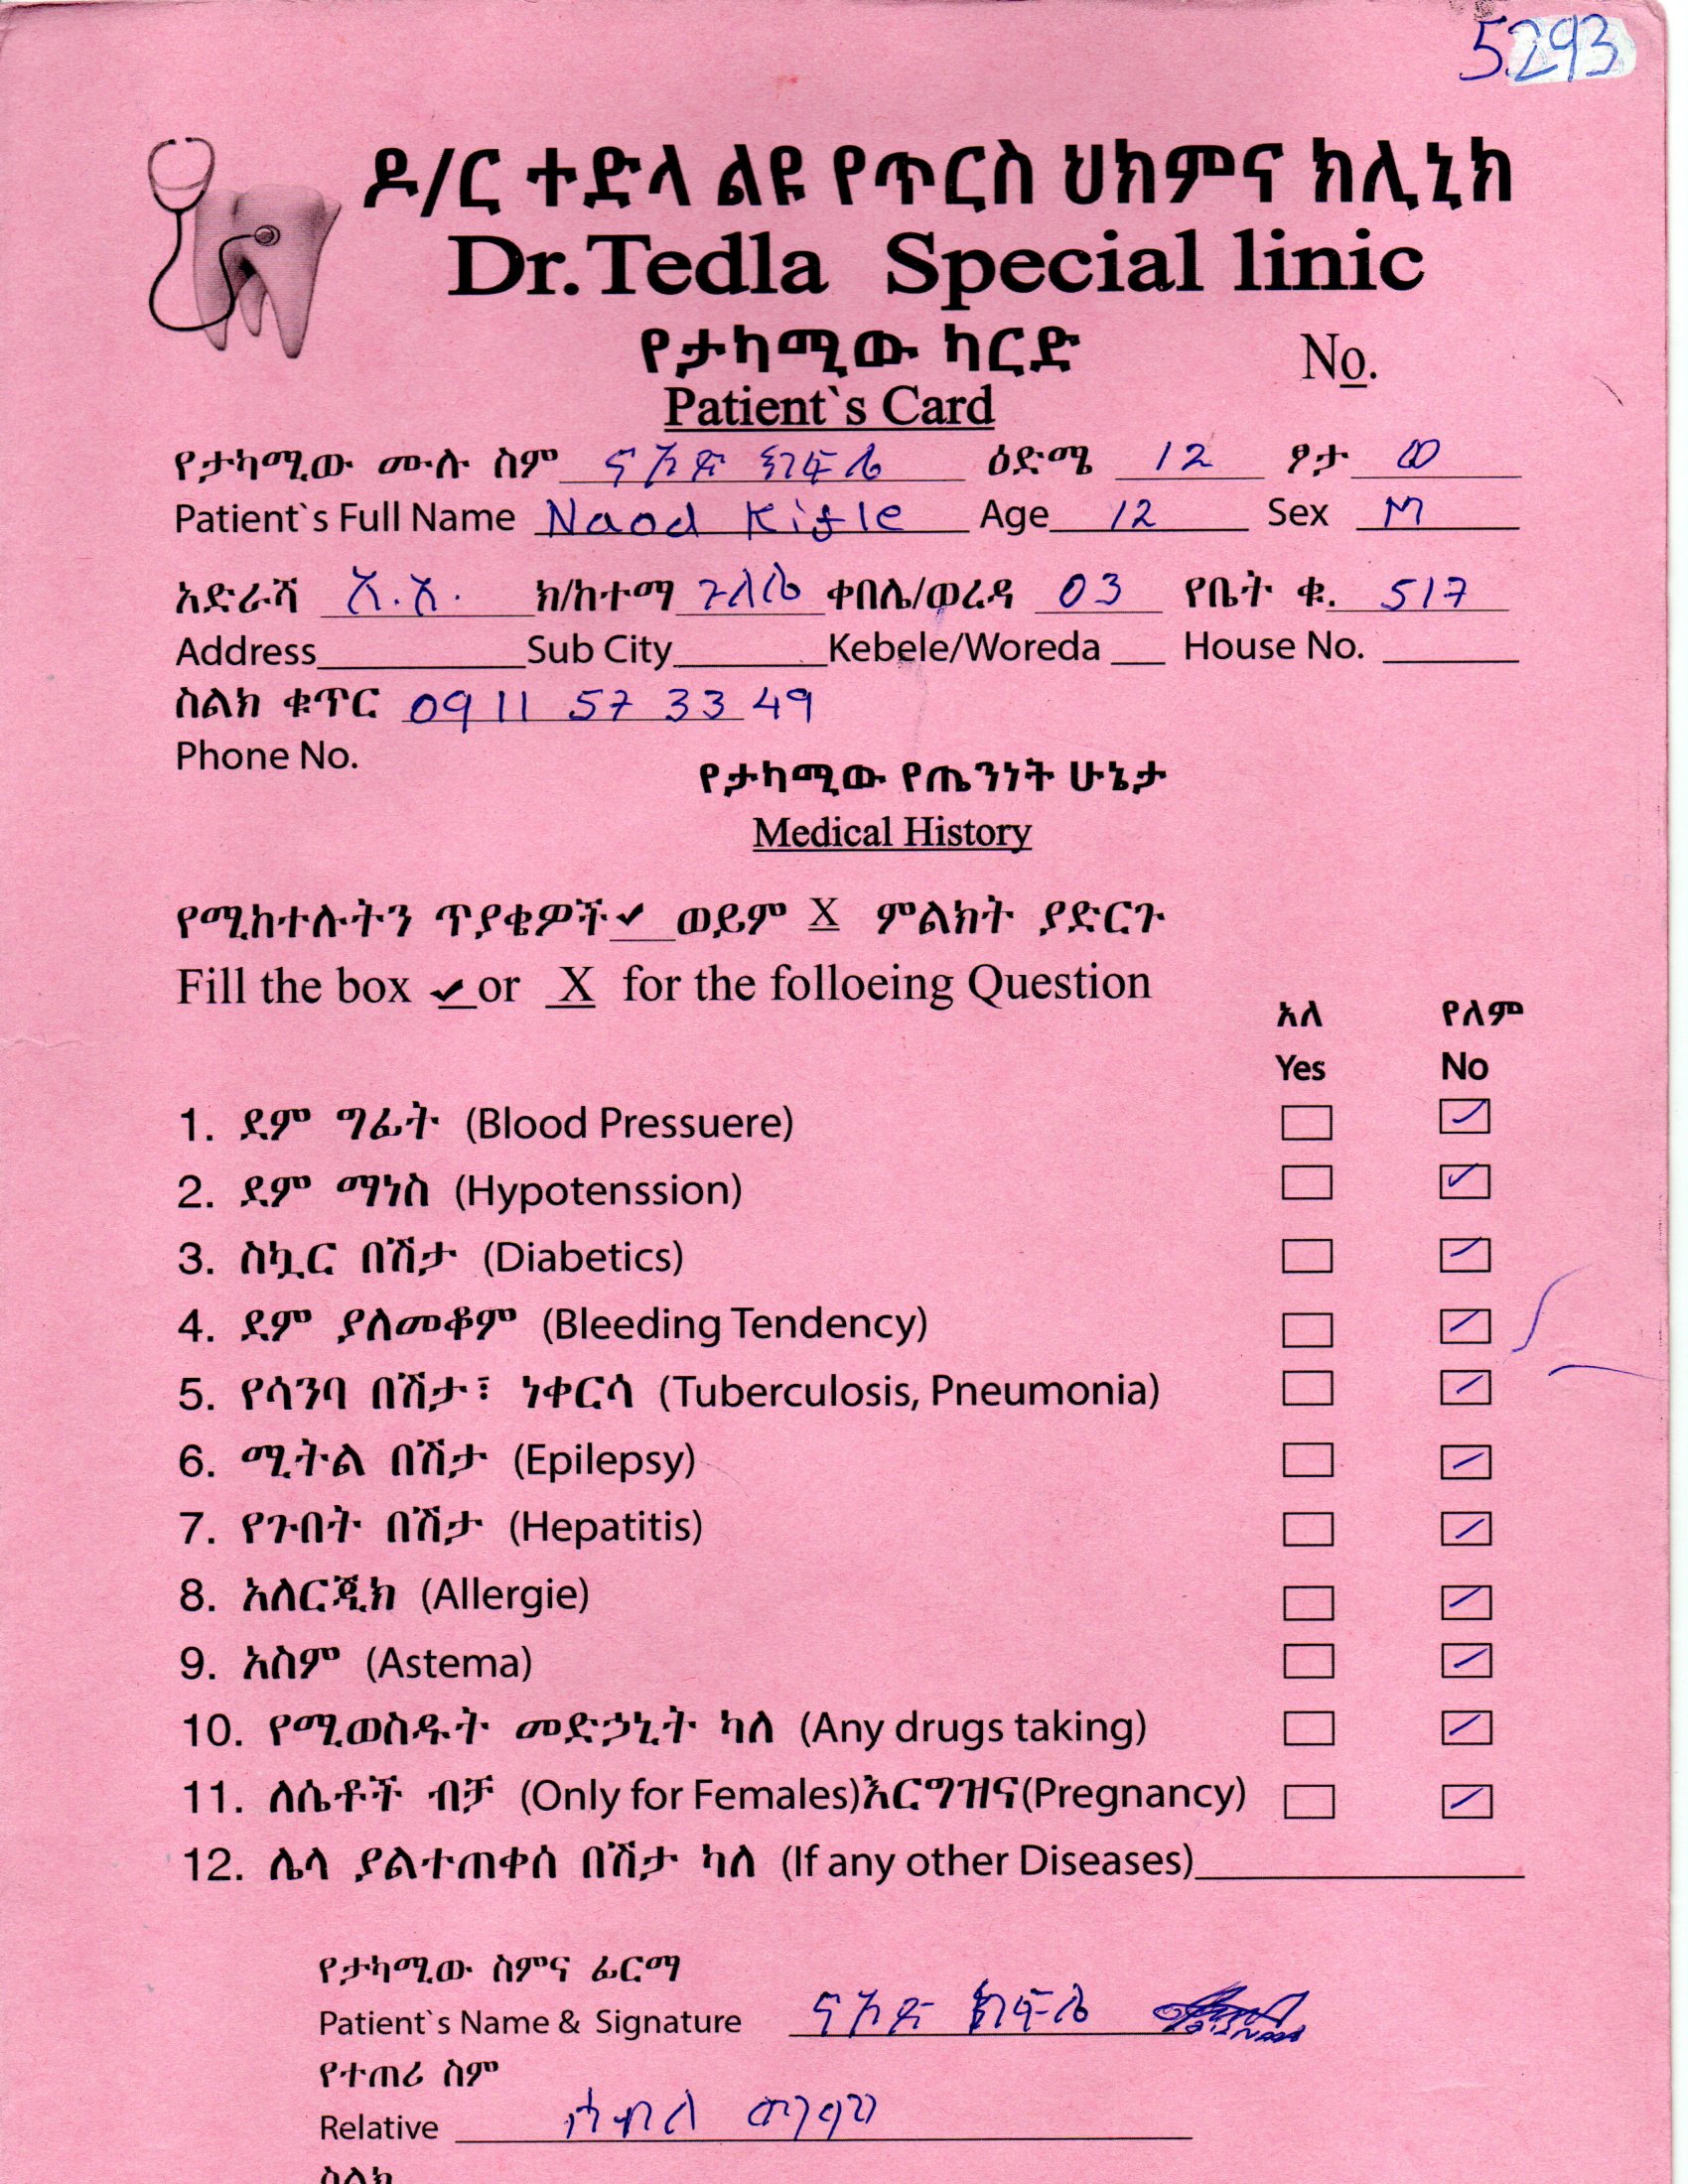 5293
ዶ/ር ተድላ ልዩ የጥርስ ህክምና ክሊኒክ
Dr.Tedla Special linic
የታካሚው ካርድ No.
Patient`s Card
የታካሚው ሙሉ ስም ናኦድ ክፍሌ ዕድሜ 12 ፆታ ወ
Patient`s Full Name Naod Kifle Age 12 Sex M
አድራሻ አ.አ. ክ/ከተማ ጉለሌ ቀበሌ/ወረዳ 03 የቤት ቁ. 517
Address Sub City Kebele/Woreda House No.
ስልክ ቁጥር 0911 57 33 49
Phone No.
የታካሚው የጤንነት ሁኔታ
Medical History
የሚከተሉትን ጥያቄዎች ✓ ወይም X ምልክት ያድርጉ
Fill the box ✓ or X for the folloeing Question
አለ የለም
Yes No
1. ደም ግፊት (Blood Pressuere) ✓
2. ደም ማነስ (Hypotenssion) ✓
3. ስኳር በሽታ (Diabetics) ✓
4. ደም ያለመቆም (Bleeding Tendency) ✓
5. የሳንባ በሽታ፣ ነቀርሳ (Tuberculosis, Pneumonia) ✓
6. ሚትል በሽታ (Epilepsy) ✓
7. የጉበት በሽታ (Hepatitis) ✓
8. አለርጂክ (Allergie) ✓
9. አስም (Astema) ✓
10. የሚወስዱት መድኃኒት ካለ (Any drugs taking) ✓
11. ለሴቶች ብቻ (Only for Females)እርግዝና(Pregnancy) ✓
12. ሌላ ያልተጠቀሰ በሽታ ካለ (If any other Diseases)
የታካሚው ስምና ፊርማ
Patient`s Name & Signature ናኦድ ክፍሌ
የተጠሪ ስም
Relative
ስልክ